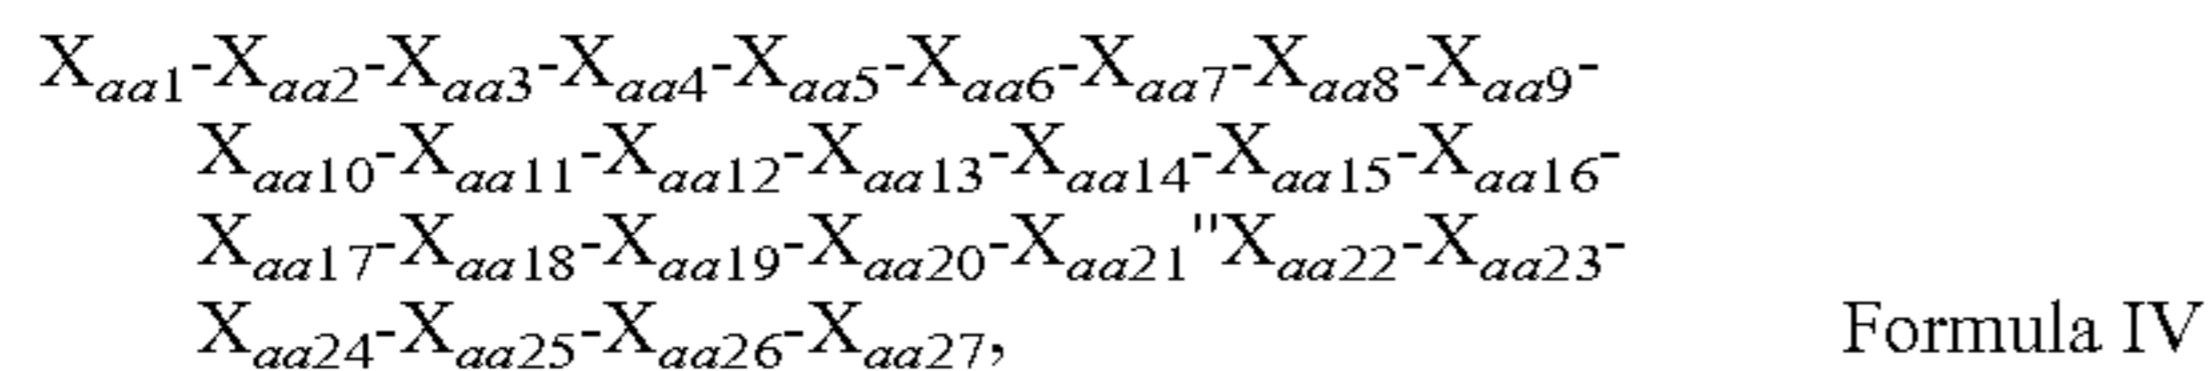 Xaa1-Xaa2-Xaa3-Xaa4-Xaa5-Xaa6-Xaa7-Xaa8-Xaa9-
Xaa10-Xaa11-Xaa12-Xaa13-Xaa14-Xaa15-Xaa16-
Xaa17-Xaa18-Xaa19-Xaa20-Xaa21"Xaa22-Xaa23-
Xaa24-Xaa25-Xaa26-Xaa27, Formula IV